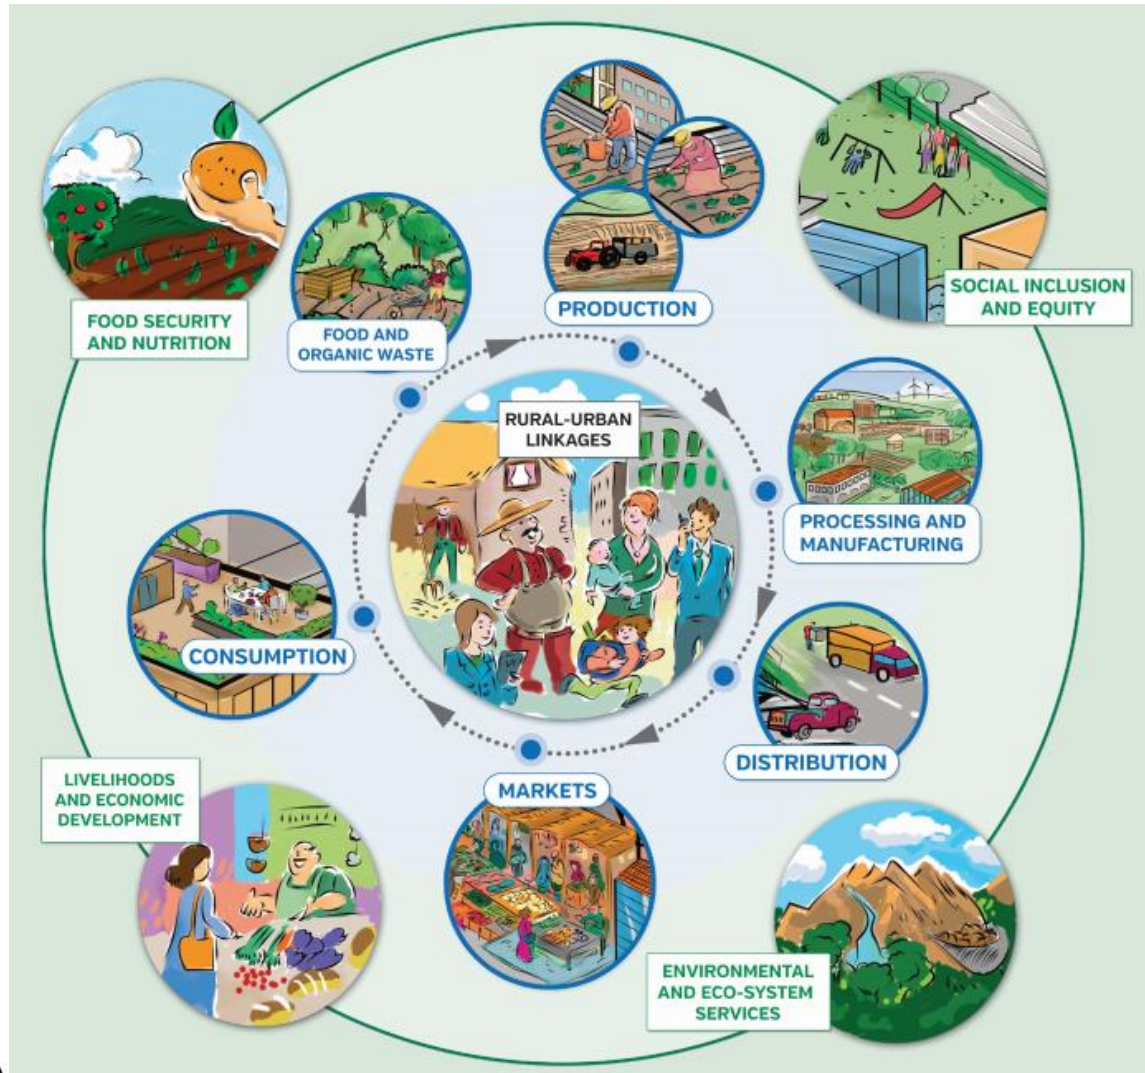 FOOD SECURITY
AND NUTRITION
FOOD AND
ORGANIC WASTE
PRODUCTION
SOCIAL INCLUSION
AND EQUITY
RURAL-URBAN
LINKAGES
PROCESSING AND
MANUFACTURING
CONSUMPTION
DISTRIBUTION
MARKETS
LIVELIHOODS
AND ECONOMIC
DEVELOPMENT
ENVIRONMENTAL
AND ECO-SYSTEM
SERVICES